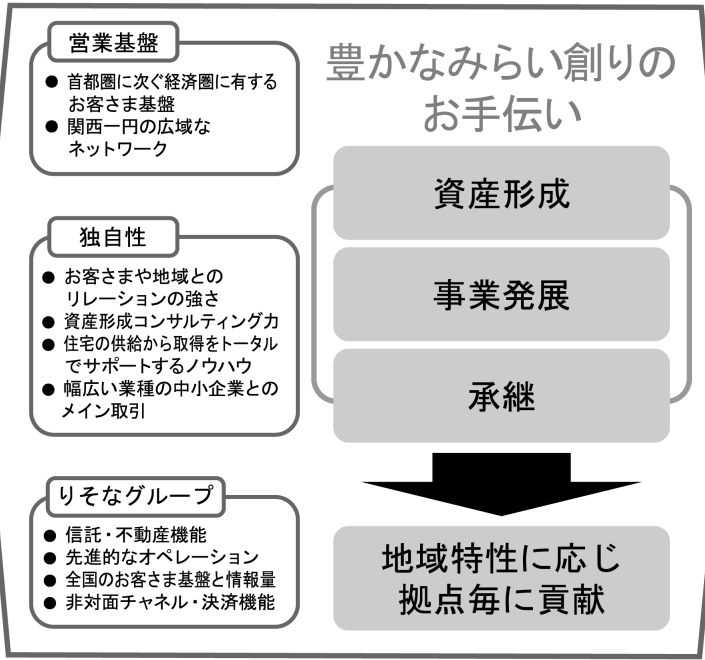 営業基盤
● 首都圏に次ぐ経済圏に有する
お客さま基盤
● 関西一円の広域な
ネットワーク
独自性
● お客さまや地域との
リレーションの強さ
● 資産形成コンサルティング力
● 住宅の供給から取得をトータル
でサポートするノウハウ
● 幅広い業種の中小企業との
メイン取引
りそなグループ
● 信託・不動産機能
● 先進的なオペレーション
● 全国のお客さま基盤と情報量
● 非対面チャネル・決済機能
豊かなみらい創りの
お手伝い
資産形成
事業発展
承継
地域特性に応じ
拠点毎に貢献